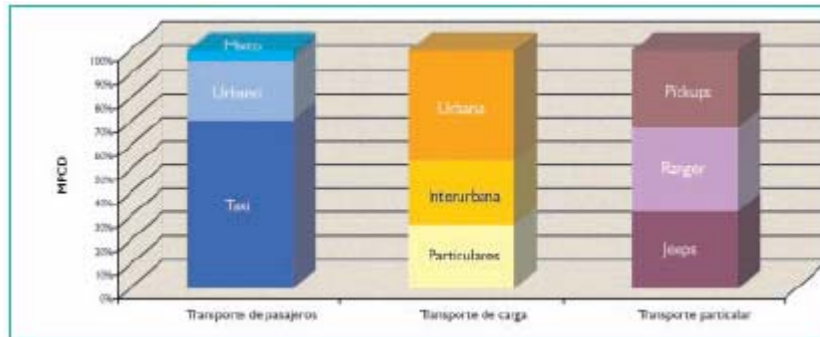 Metro
100%
90%
80%
70%
60%
50%
40%
30%
20%
10%
0%
MPCD
Urbano
Taxi
Urbana
Interurbana
Particulares
Pickups
Ranger
Jeeps
Transporte de pasajeros
Transporte de carga
Transporte particular